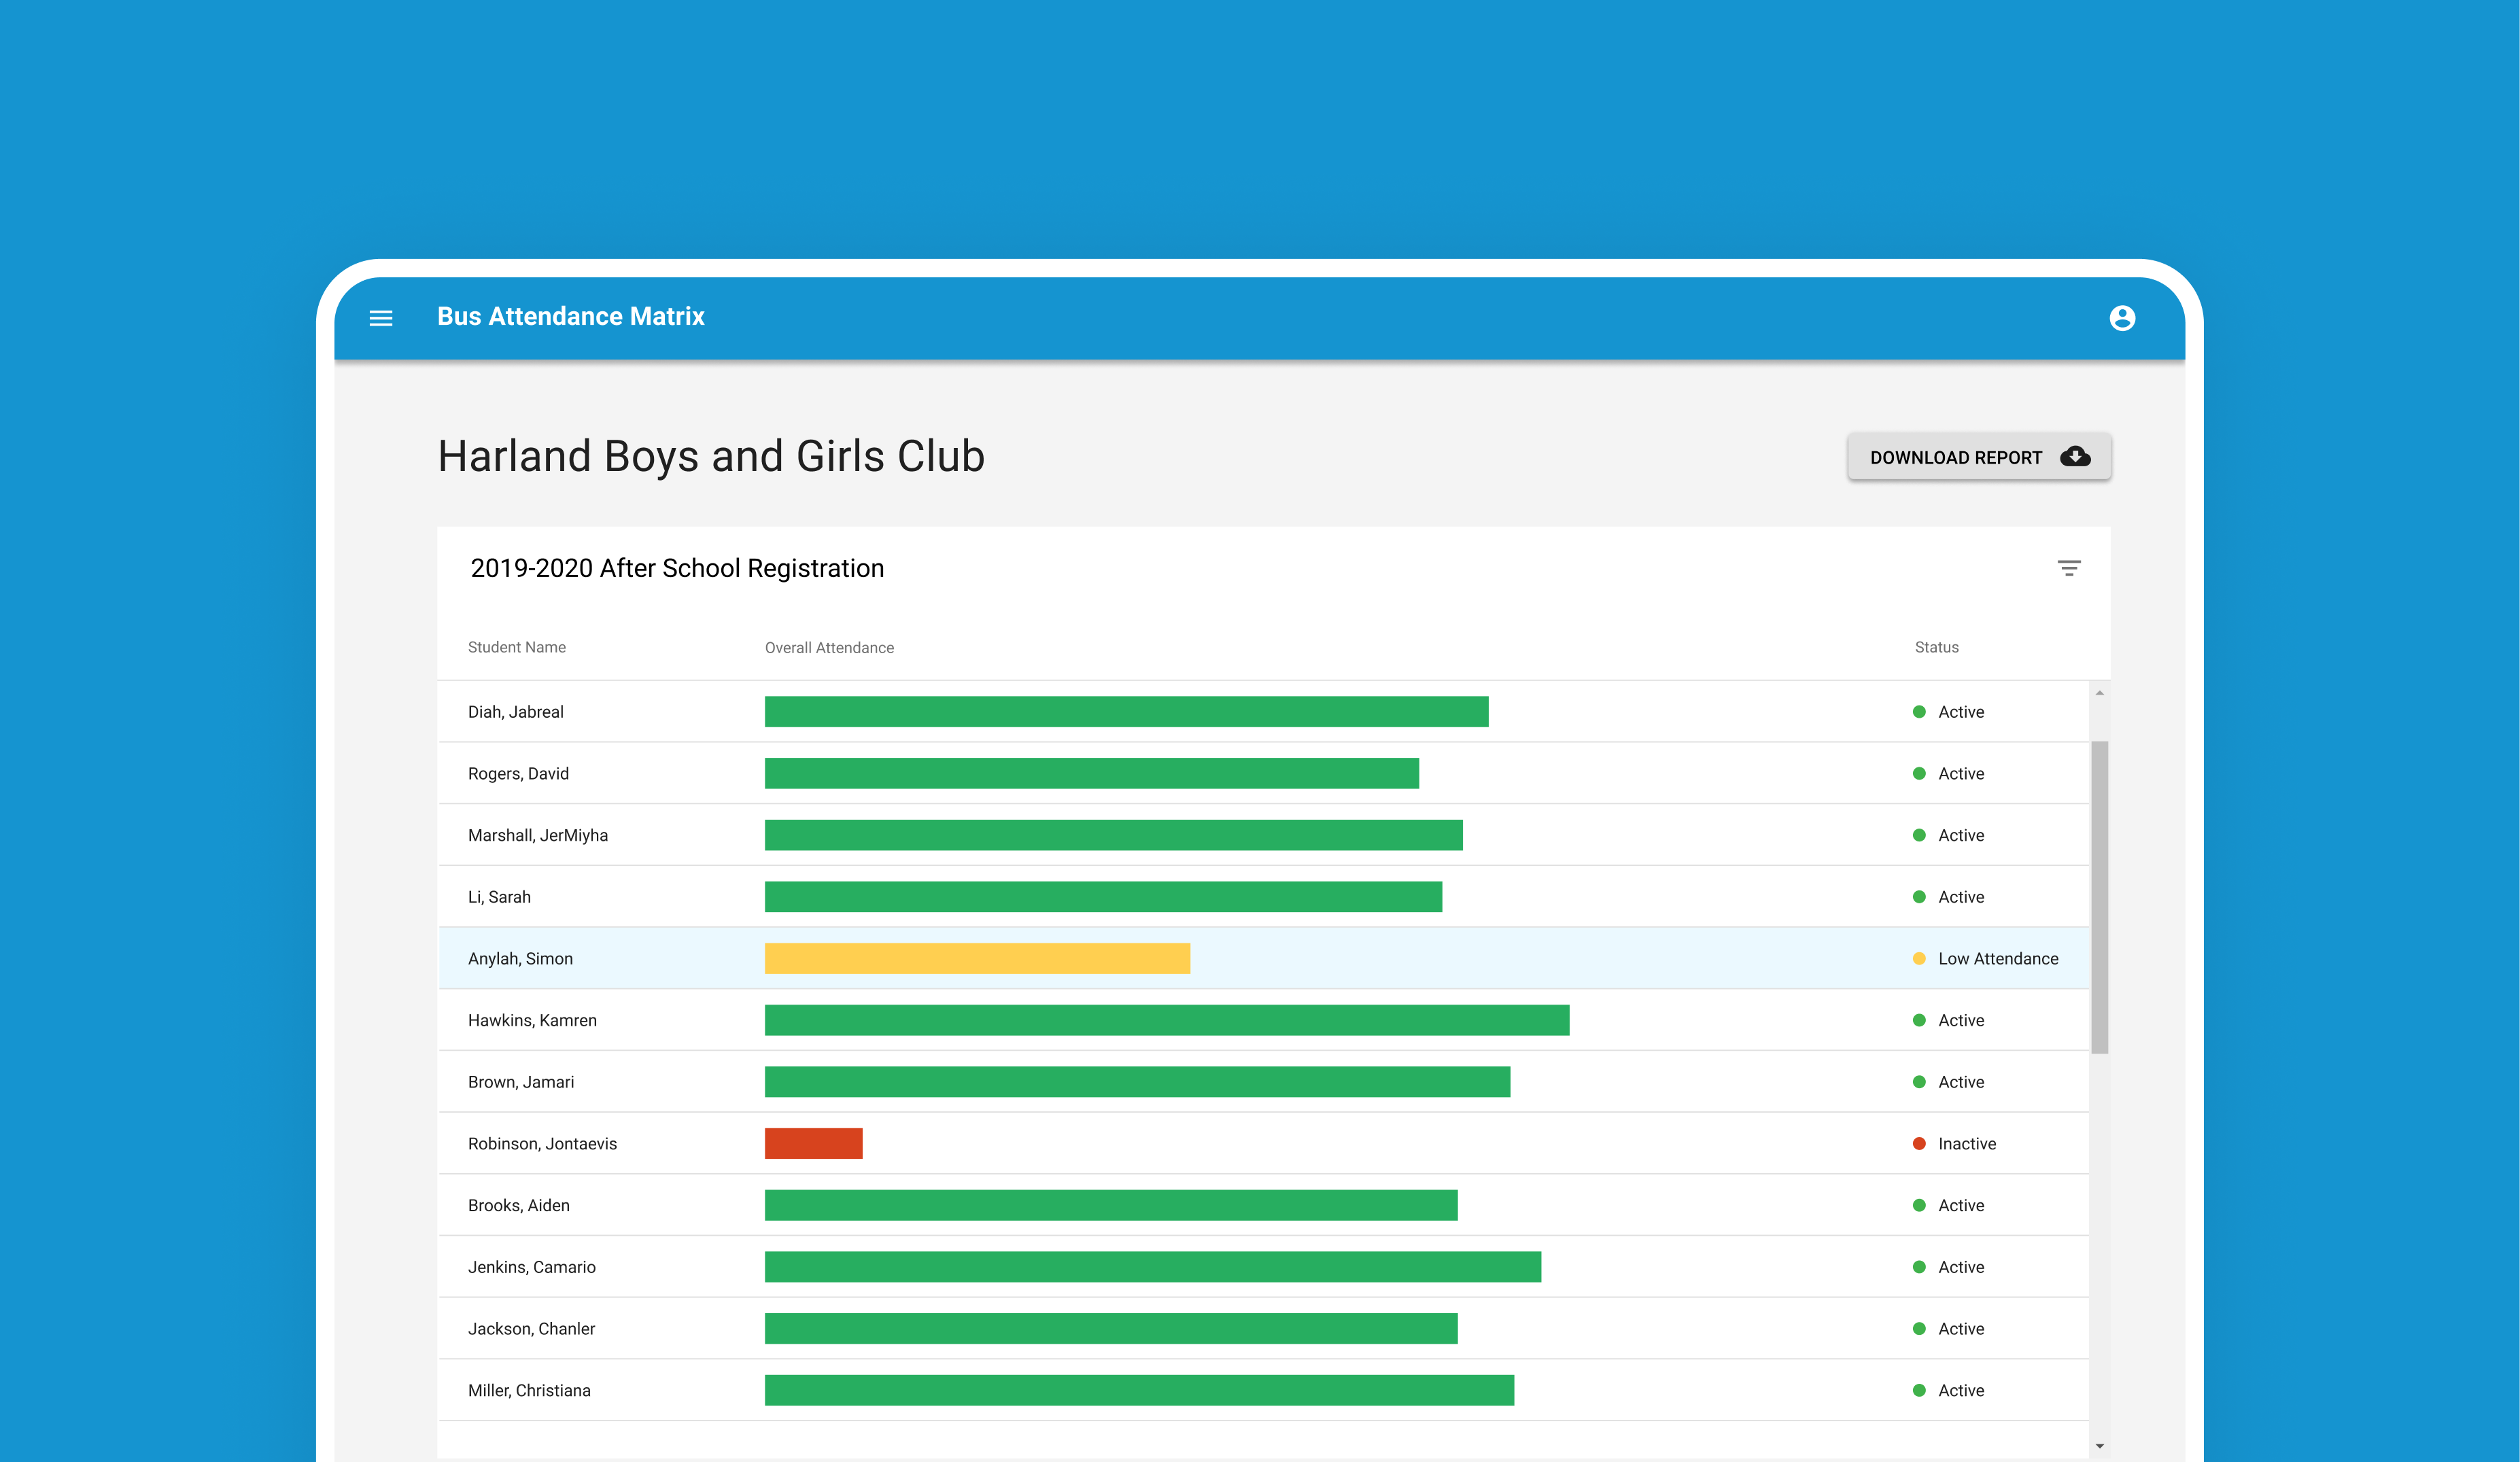 Bus Attendance Matrix
Harland Boys and Girls Club
DOWNLOAD REPORT
2019-2020 After School Registration
Student Name Overall Attendance Status
Diah, Jabreal Active
Rogers, David Active
Marshall, JerMiyha Active
Li, Sarah Active
Anylah, Simon Low Attendance
Hawkins, Kamren Active
Brown, Jamari Active
Robinson, Jontaevis Inactive
Brooks, Aiden Active
Jenkins, Camario Active
Jackson, Chanler Active
Miller, Christiana Active